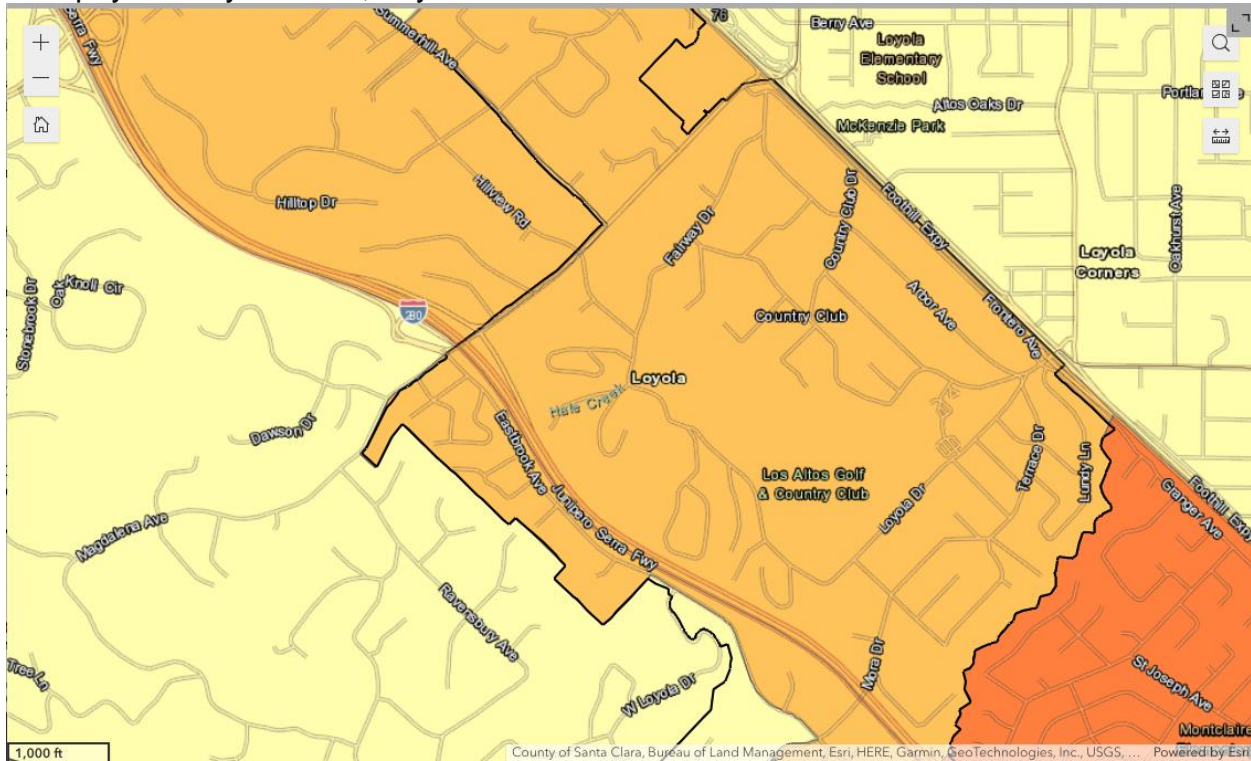 Serra Fwy
Summerhill Ave
76
Berry Ave
Loyola
Elementary
School
Altos Oaks Dr
McKenzie Park
Hilltop Dr
Hillview Rd
Fairway Dr
Country Club Dr
Foothill Expy
Oakhurst Ave
Loyola
Corners
Stonebrook Dr
Oak
Knoll Cir
280
Country Club
Arbor Ave
Frontero Ave
Loyola
Hale Creek
Dawson Dr
Eastbrook Ave
Junipero Serra Fwy
Los Altos Golf
& Country Club
Loyola Dr
Terrace Dr
Lundy Ln
Foothill Expy
Granger Ave
Magdalena Ave
Ravensbury Ave
Mora Dr
St Joseph Ave
Tree Ln
W Loyola Dr
Montclaire
1,000 ft
County of Santa Clara, Bureau of Land Management, Esri, HERE, Garmin, GeoTechnologies, Inc., USGS, ...
Powered by Esri